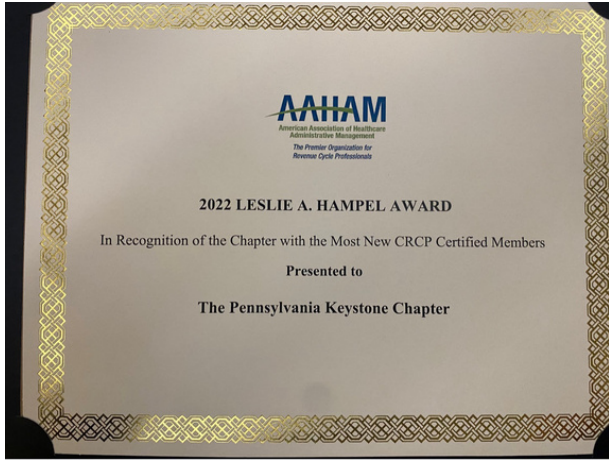 AAHAM
American Association of Healthcare
Administrative Management
The Premier Organization for
Revenue Cycle Professionals
2022 LESLIE A. HAMPEL AWARD
In Recognition of the Chapter with the Most New CRCP Certified Members
Presented to
The Pennsylvania Keystone Chapter